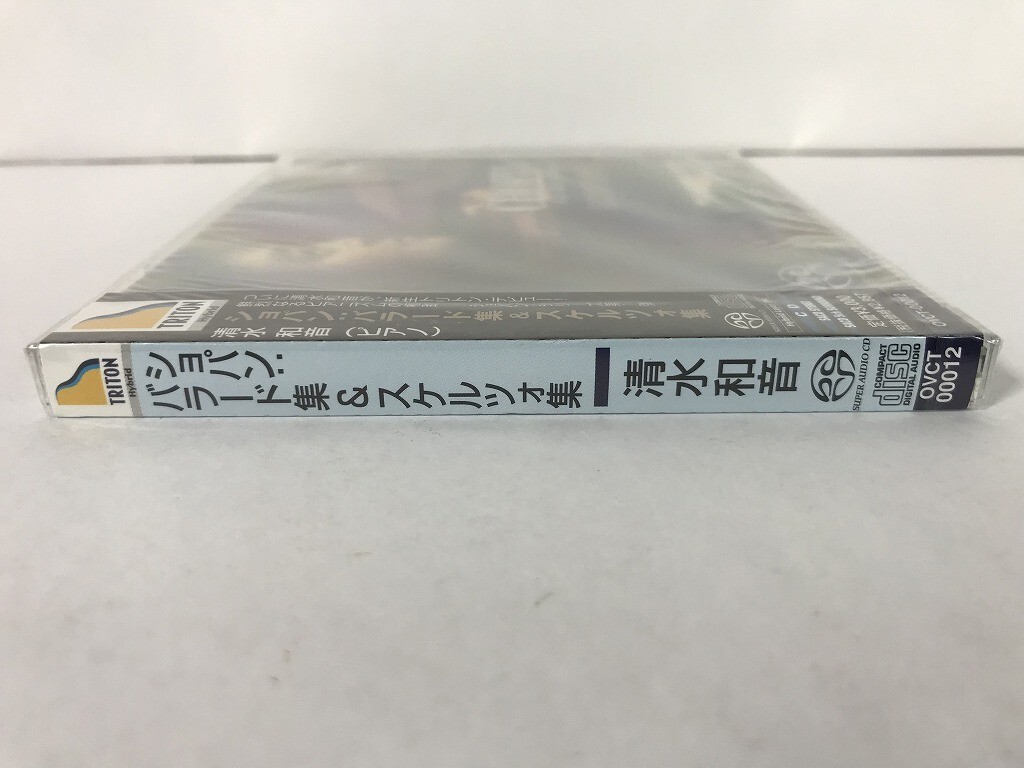 TRITON
ショパン:バラード集&スケルツォ集
清水 和音 (ピアノ)
TRITON
Hybrid
ショパン:
バラード集&スケルツォ集
清水和音
SUPER AUDIO CD
COMPACT
disc
DIGITAL AUDIO
OVCT
00012